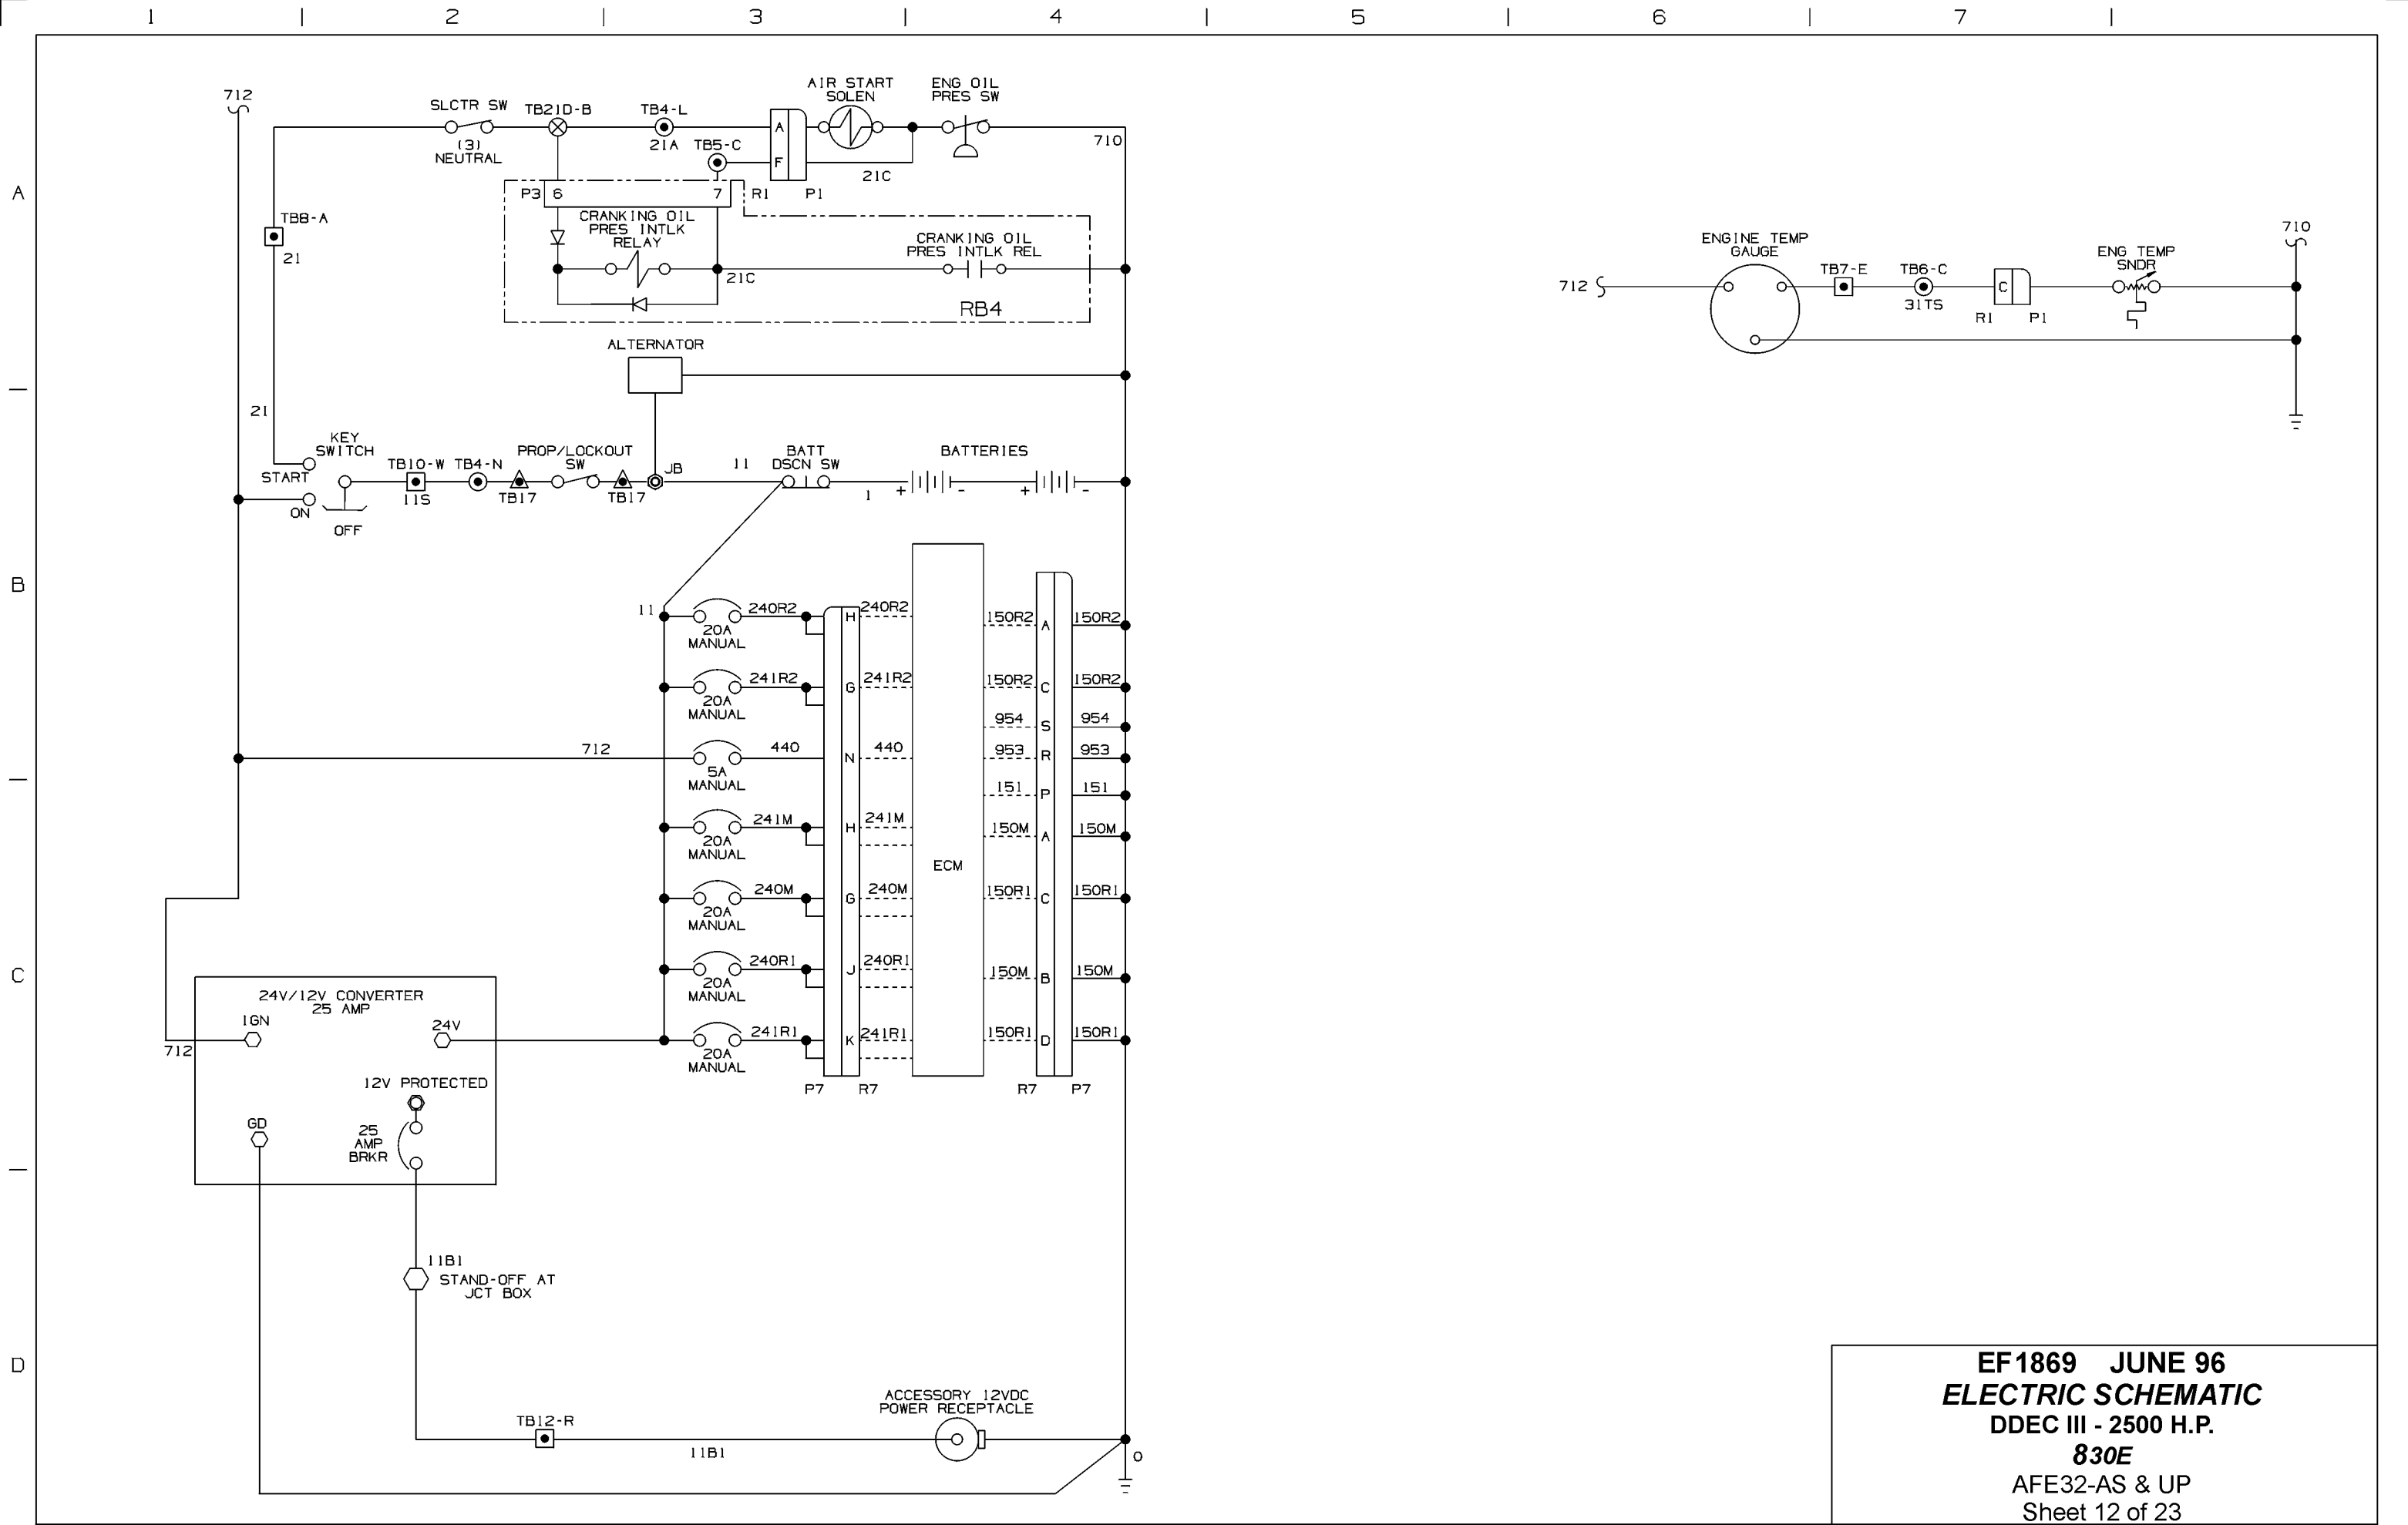 1 2 3 4 5 6 7
A
B
C
D
712
SLCTR SW
(3)
NEUTRAL
TB21D-B
TB4-L
21A
TB5-C
A
F
R1
P1
AIR START
SOLEN
ENG OIL
PRES SW
710
21C
TB8-A
21
P3
6
7
CRANKING OIL
PRES INTLK
RELAY
21C
CRANKING OIL
PRES INTLK REL
RB4
ALTERNATOR
21
KEY
SWITCH
START
ON
OFF
TB10-W
11S
TB4-N
TB17
PROP/LOCKOUT
SW
TB17
JB
11
BATT
DSCN SW
1
BATTERIES
+ -
+ -
11
20A
MANUAL
240R2
H
240R2
150R2
A
150R2
20A
MANUAL
241R2
G
241R2
150R2
C
150R2
954
S
954
712
5A
MANUAL
440
N
440
953
R
953
151
P
151
20A
MANUAL
241M
H
241M
150M
A
150M
ECM
20A
MANUAL
240M
G
240M
150R1
C
150R1
20A
MANUAL
240R1
J
240R1
150M
B
150M
20A
MANUAL
241R1
K
241R1
150R1
D
150R1
P7
R7
R7
P7
24V/12V CONVERTER
25 AMP
IGN
24V
712
12V PROTECTED
GD
25
AMP
BRKR
11B1
STAND-OFF AT
JCT BOX
TB12-R
11B1
ACCESSORY 12VDC
POWER RECEPTACLE
0
712
ENGINE TEMP
GAUGE
TB7-E
TB6-C
31TS
C
R1
P1
ENG TEMP
SNDR
710
EF1869 JUNE 96
ELECTRIC SCHEMATIC
DDEC III - 2500 H.P.
830E
AFE32-AS & UP
Sheet 12 of 23